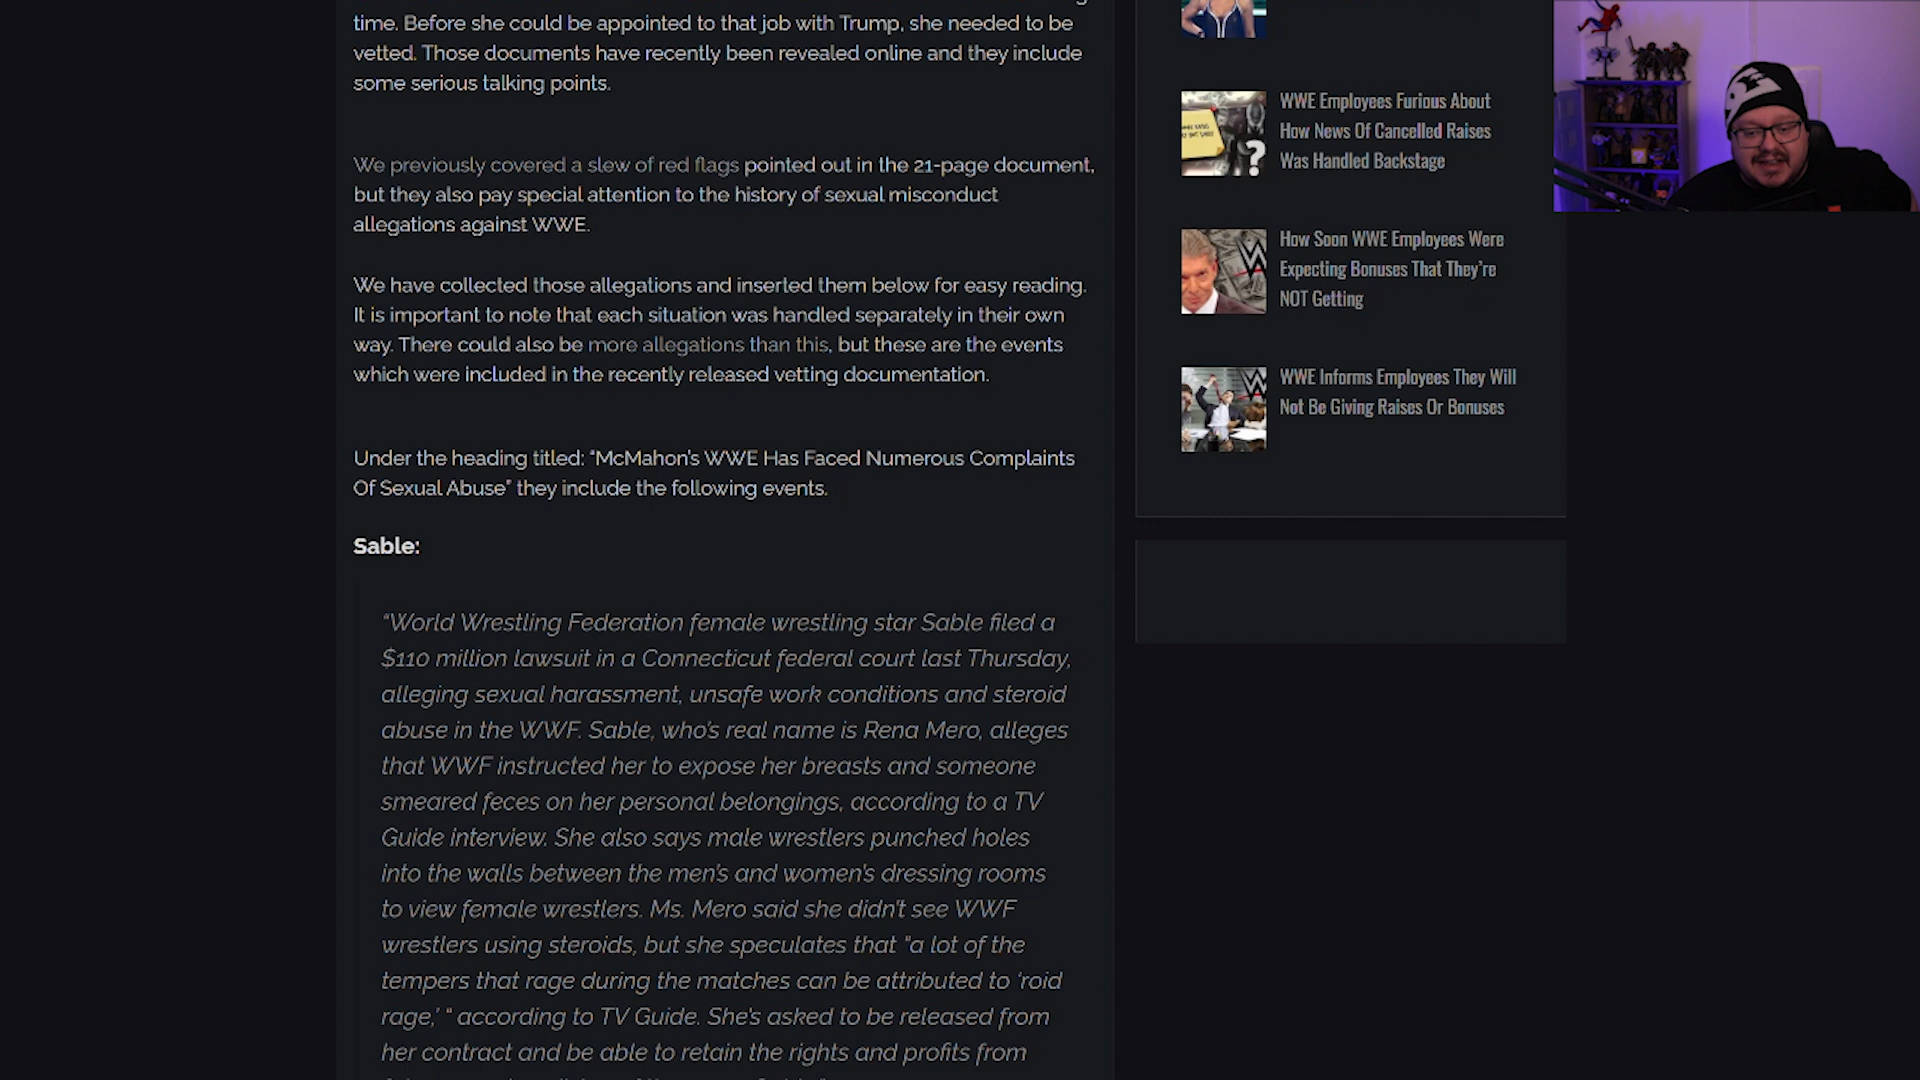 time. Before she could be appointed to that job with Trump, she needed to be
vetted. Those documents have recently been revealed online and they include
some serious talking points.
We previously covered a slew of red flags pointed out in the 21-page document,
but they also pay special attention to the history of sexual misconduct
allegations against WWE.
We have collected those allegations and inserted them below for easy reading.
It is important to note that each situation was handled separately in their own
way. There could also be more allegations than this, but these are the events
which were included in the recently released vetting documentation.
Under the heading titled: “McMahon’s WWE Has Faced Numerous Complaints
Of Sexual Abuse” they include the following events.
Sable:
“World Wrestling Federation female wrestling star Sable filed a
$110 million lawsuit in a Connecticut federal court last Thursday,
alleging sexual harassment, unsafe work conditions and steroid
abuse in the WWF. Sable, who’s real name is Rena Mero, alleges
that WWF instructed her to expose her breasts and someone
smeared feces on her personal belongings, according to a TV
Guide interview. She also says male wrestlers punched holes
into the walls between the men’s and women’s dressing rooms
to view female wrestlers. Ms. Mero said she didn’t see WWF
wrestlers using steroids, but she speculates that “a lot of the
tempers that rage during the matches can be attributed to ‘roid
rage,’ “ according to TV Guide. She’s asked to be released from
her contract and be able to retain the rights and profits from
WWE Employees Furious About
How News Of Cancelled Raises
Was Handled Backstage
How Soon WWE Employees Were
Expecting Bonuses That They’re
NOT Getting
WWE Informs Employees They Will
Not Be Giving Raises Or Bonuses